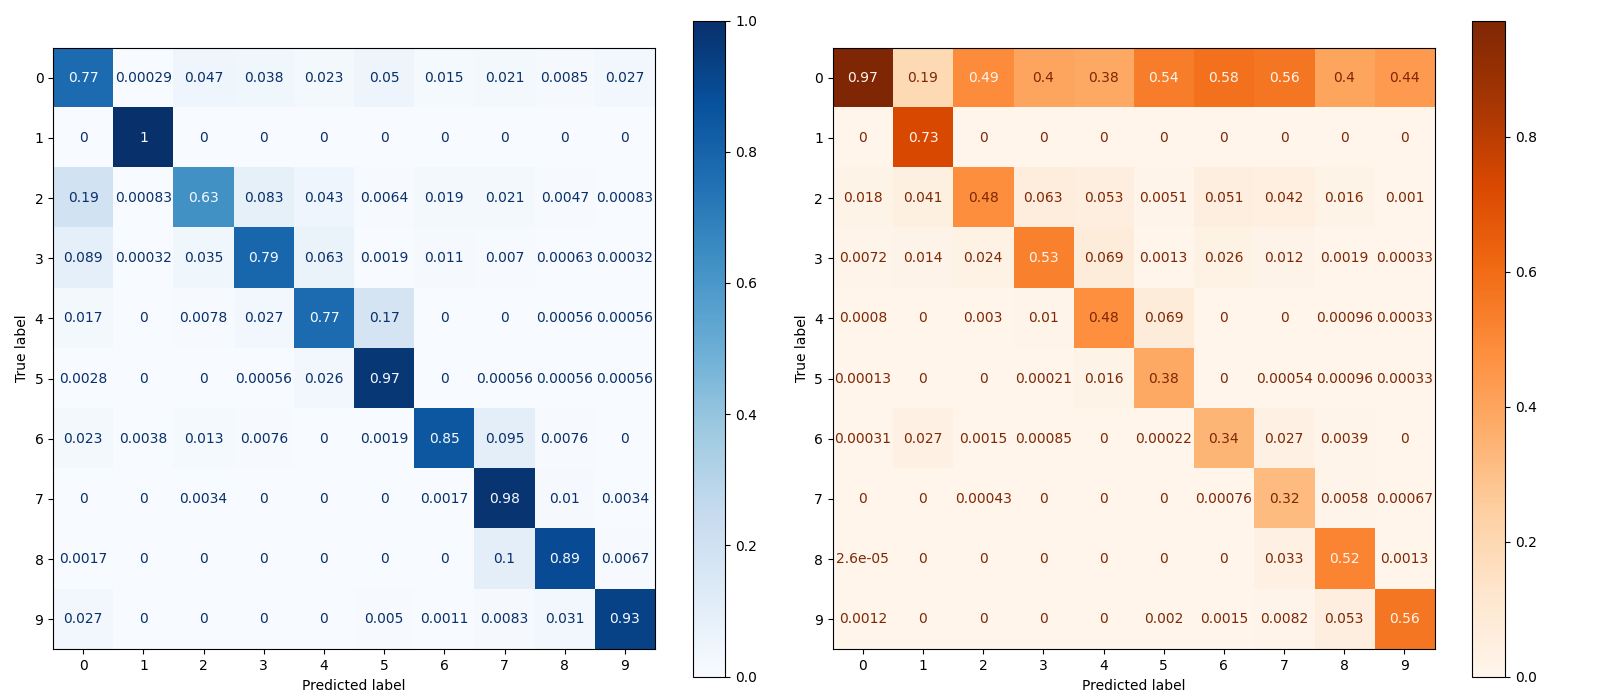 1.0
0 0.77 0.00029 0.047 0.038 0.023 0.05 0.015 0.021 0.0085 0.027
1 0 1 0 0 0 0 0 0 0 0
2 0.19 0.00083 0.63 0.083 0.043 0.0064 0.019 0.021 0.0047 0.00083
3 0.089 0.00032 0.035 0.79 0.063 0.0019 0.011 0.007 0.00063 0.00032
4 0.017 0 0.0078 0.027 0.77 0.17 0 0 0.00056 0.00056
5 0.0028 0 0 0.00056 0.026 0.97 0 0.00056 0.00056 0.00056
6 0.023 0.0038 0.013 0.0076 0 0.0019 0.85 0.095 0.0076 0
7 0 0 0.0034 0 0 0 0.0017 0.98 0.01 0.0034
8 0.0017 0 0 0 0 0 0 0.1 0.89 0.0067
9 0.027 0 0 0 0 0.005 0.0011 0.0083 0.031 0.93
0 1 2 3 4 5 6 7 8 9
Predicted label
True label
0.8
0.6
0.4
0.2
0.0
0 0.97 0.19 0.49 0.4 0.38 0.54 0.58 0.56 0.4 0.44
1 0 0.73 0 0 0 0 0 0 0 0
2 0.018 0.041 0.48 0.063 0.053 0.0051 0.051 0.042 0.016 0.001
3 0.0072 0.014 0.024 0.53 0.069 0.0013 0.026 0.012 0.0019 0.00033
4 0.0008 0 0.003 0.01 0.48 0.069 0 0 0.00096 0.00033
5 0.00013 0 0 0.00021 0.016 0.38 0 0.00054 0.00096 0.00033
6 0.00031 0.027 0.0015 0.00085 0 0.00022 0.34 0.027 0.0039 0
7 0 0 0.00043 0 0 0 0.00076 0.32 0.0058 0.00067
8 2.6e-05 0 0 0 0 0 0 0.033 0.52 0.0013
9 0.0012 0 0 0 0 0.002 0.0015 0.0082 0.053 0.56
0 1 2 3 4 5 6 7 8 9
Predicted label
True label
0.8
0.6
0.4
0.2
0.0